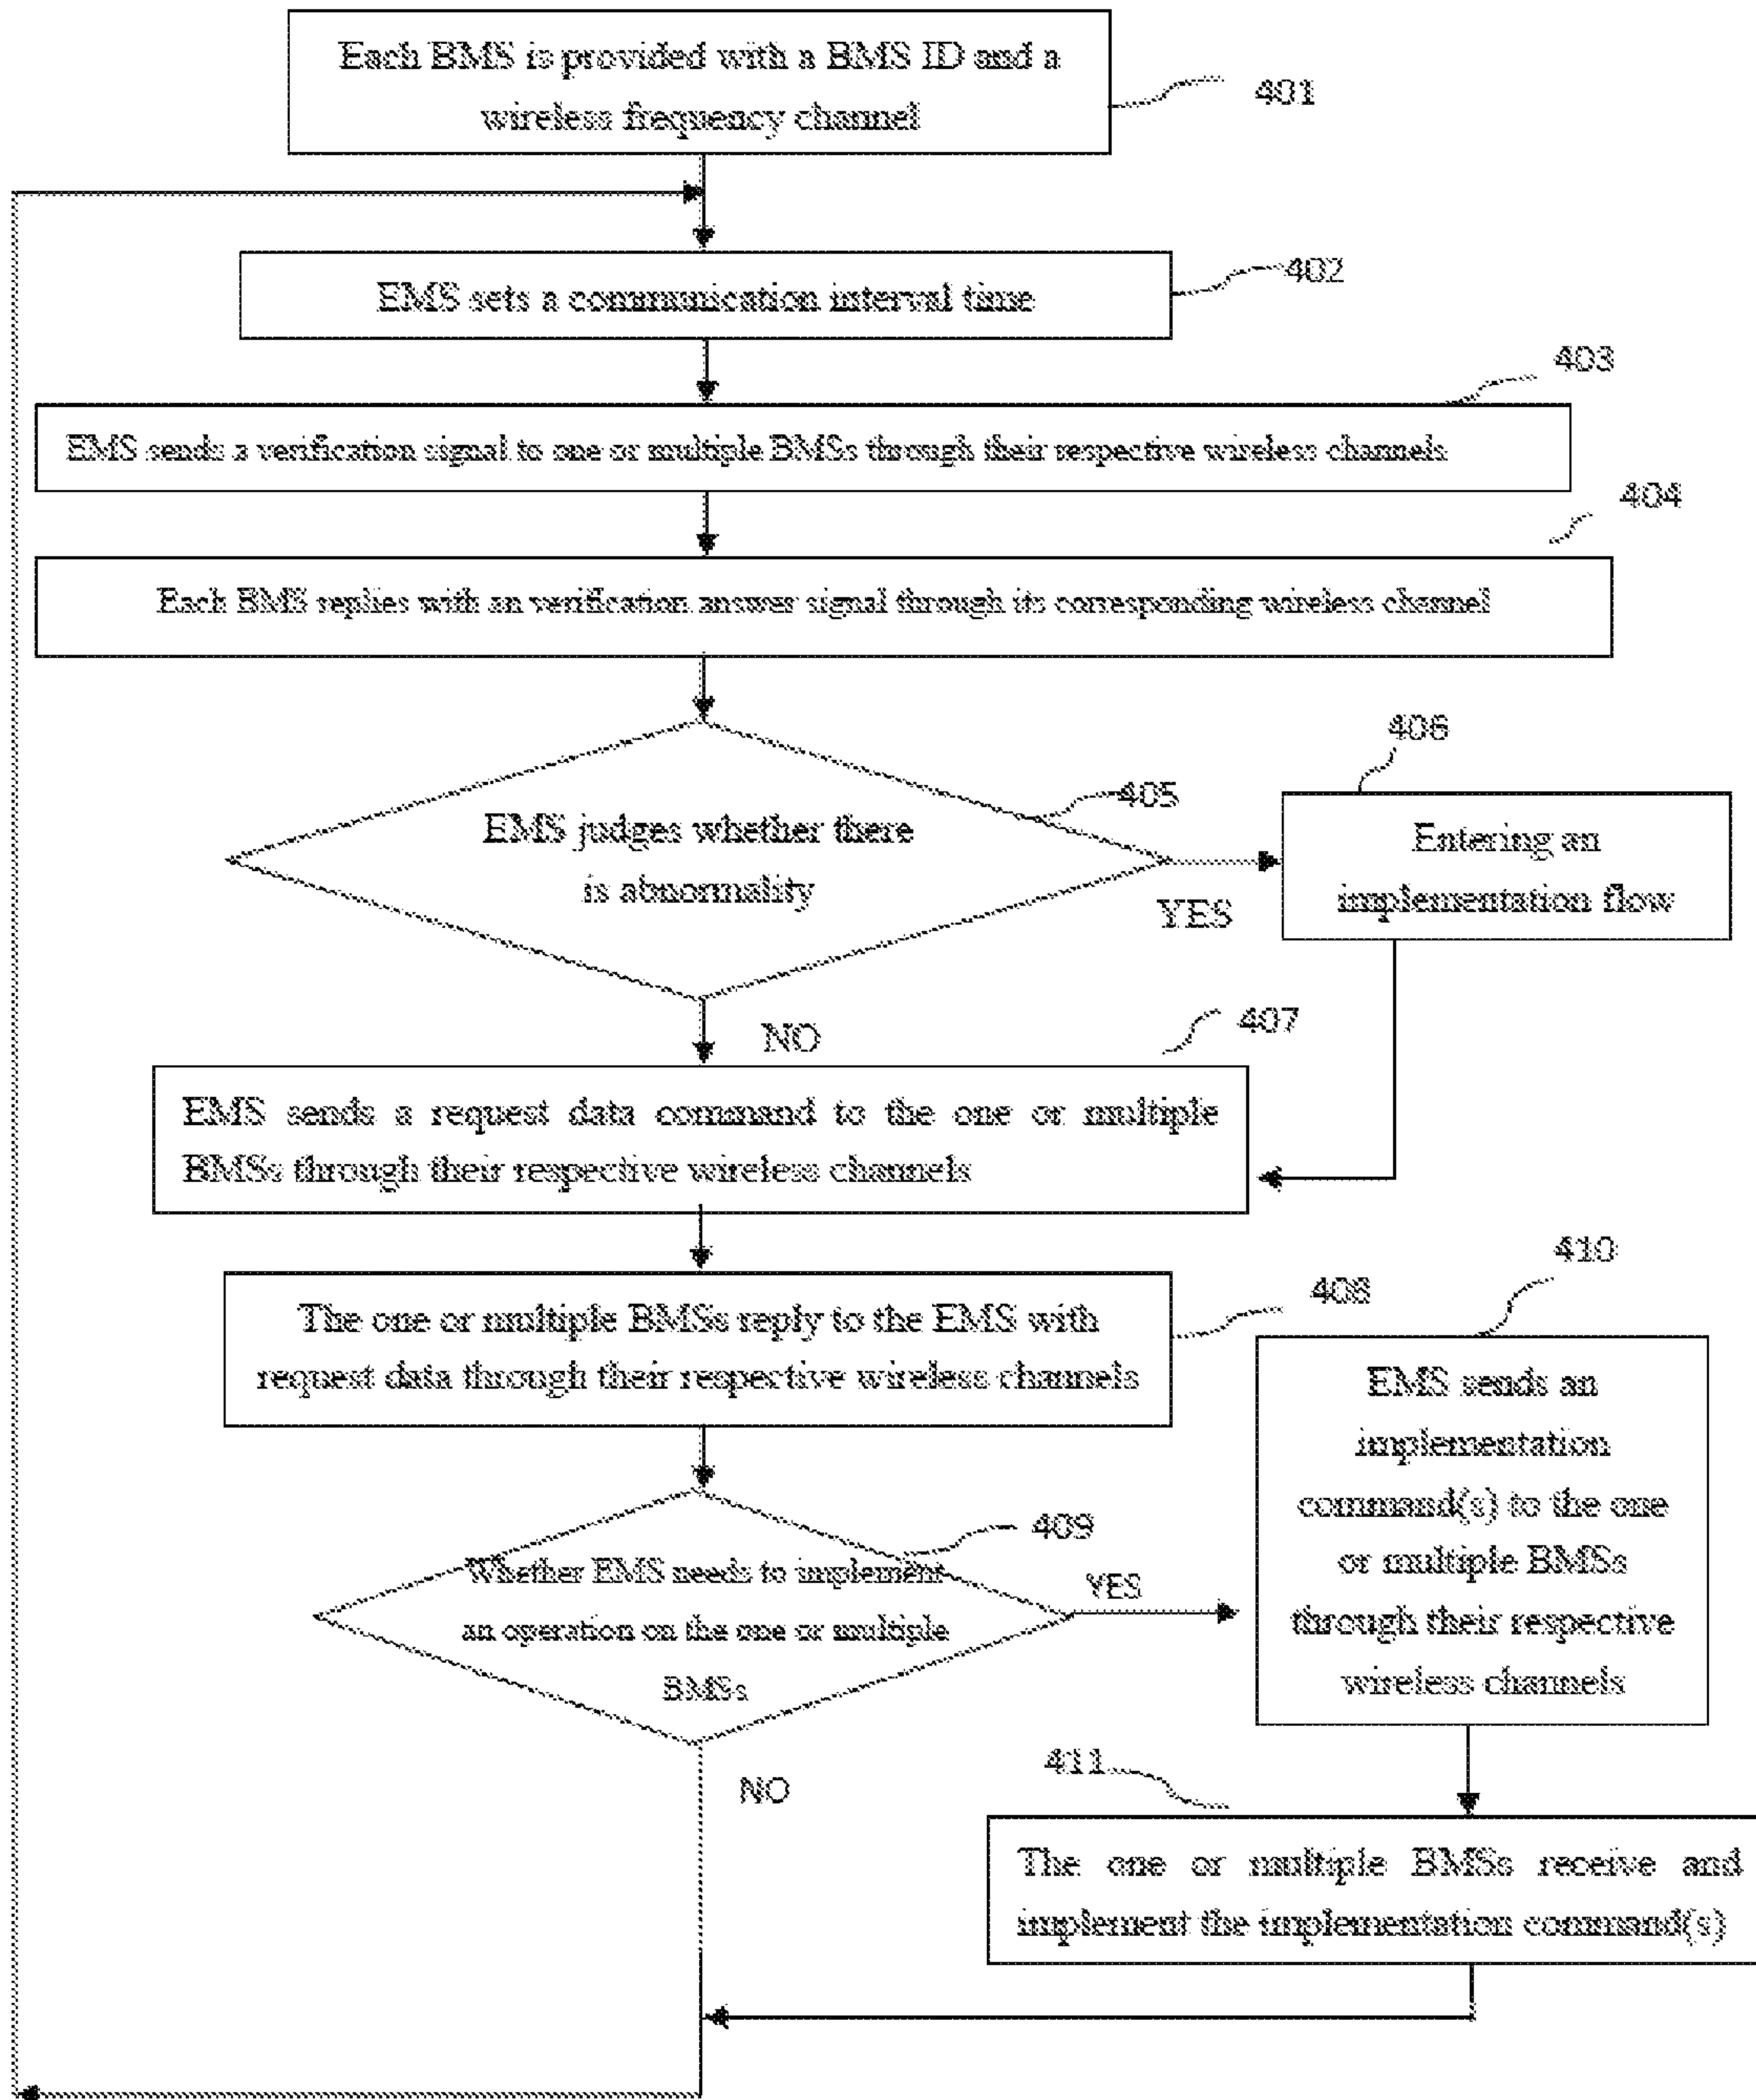 Each BMS is provided with a BMS ID and a
wireless frequency channel
401
EMS sets a communication interval time
402
403
EMS sends a verification signal to one or multiple BMSs through their respective wireless channels
404
Each BMS replies with an verification answer signal through its corresponding wireless channel
405
EMS judges whether there
is abnormality
YES
406
Entering an
implementation flow
NO
407
EMS sends a request data command to the one or multiple
BMSs through their respective wireless channels
408
The one or multiple BMSs reply to the EMS with
request data through their respective wireless channels
409
Whether EMS needs to implement
an operation on the one or multiple
BMSs
YES
410
EMS sends an
implementation
command(s) to the one
or multiple BMSs
through their respective
wireless channels
NO
411
The one or multiple BMSs receive and
implement the implementation command(s)